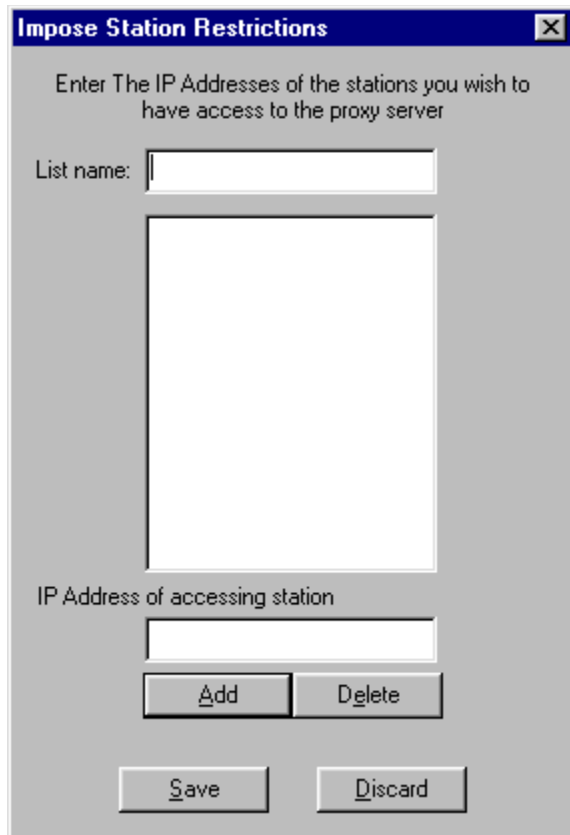 Impose Station Restrictions
Enter The IP Addresses of the stations you wish to
have access to the proxy server
List name:
IP Address of accessing station
Add Delete
Save Discard